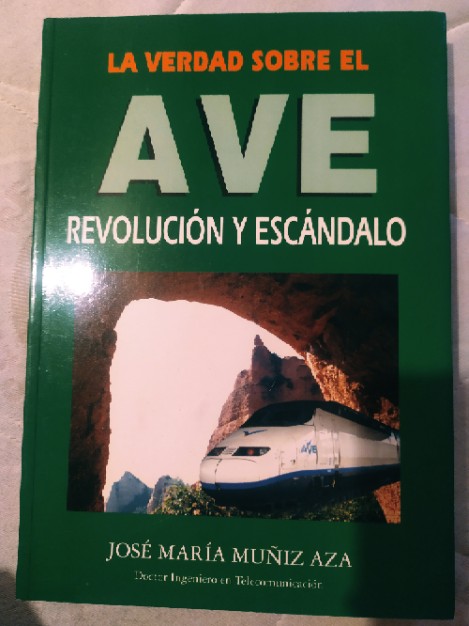 LA VERDAD SOBRE EL
AVE
REVOLUCIÓN Y ESCÁNDALO
AVE
JOSÉ MARÍA MUÑIZ AZA
Doctor Ingeniero en Telecomunicación